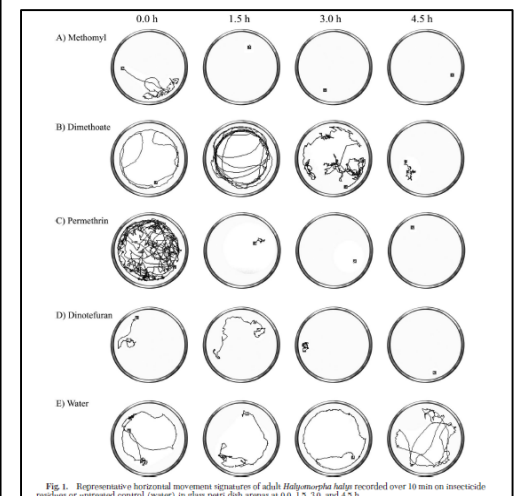 0.0 h 1.5 h 3.0 h 4.5 h
A) Methomyl
B) Dimethoate
C) Permethrin
D) Dinotefuran
E) Water
Fig. 1. Representative horizontal movement signatures of adult Halyomorpha halys recorded over 10 min on insecticide
residues or untreated control (water) in glass petri dish arenas at 0.0, 1.5, 3.0, and 4.5 h.